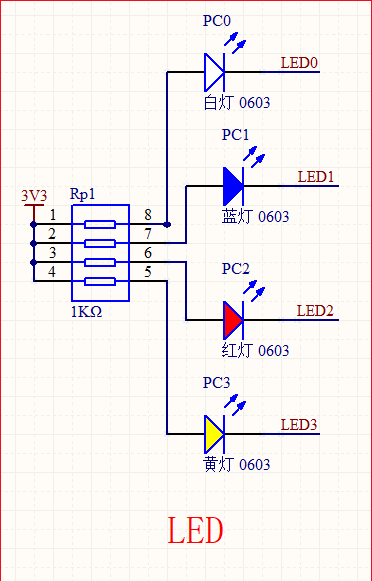 PC0
LED0
白灯 0603
PC1
LED1
蓝灯 0603
3V3
Rp1
1
8
2
7
3
6
4
5
1KΩ
PC2
LED2
红灯 0603
PC3
LED3
黄灯 0603
LED